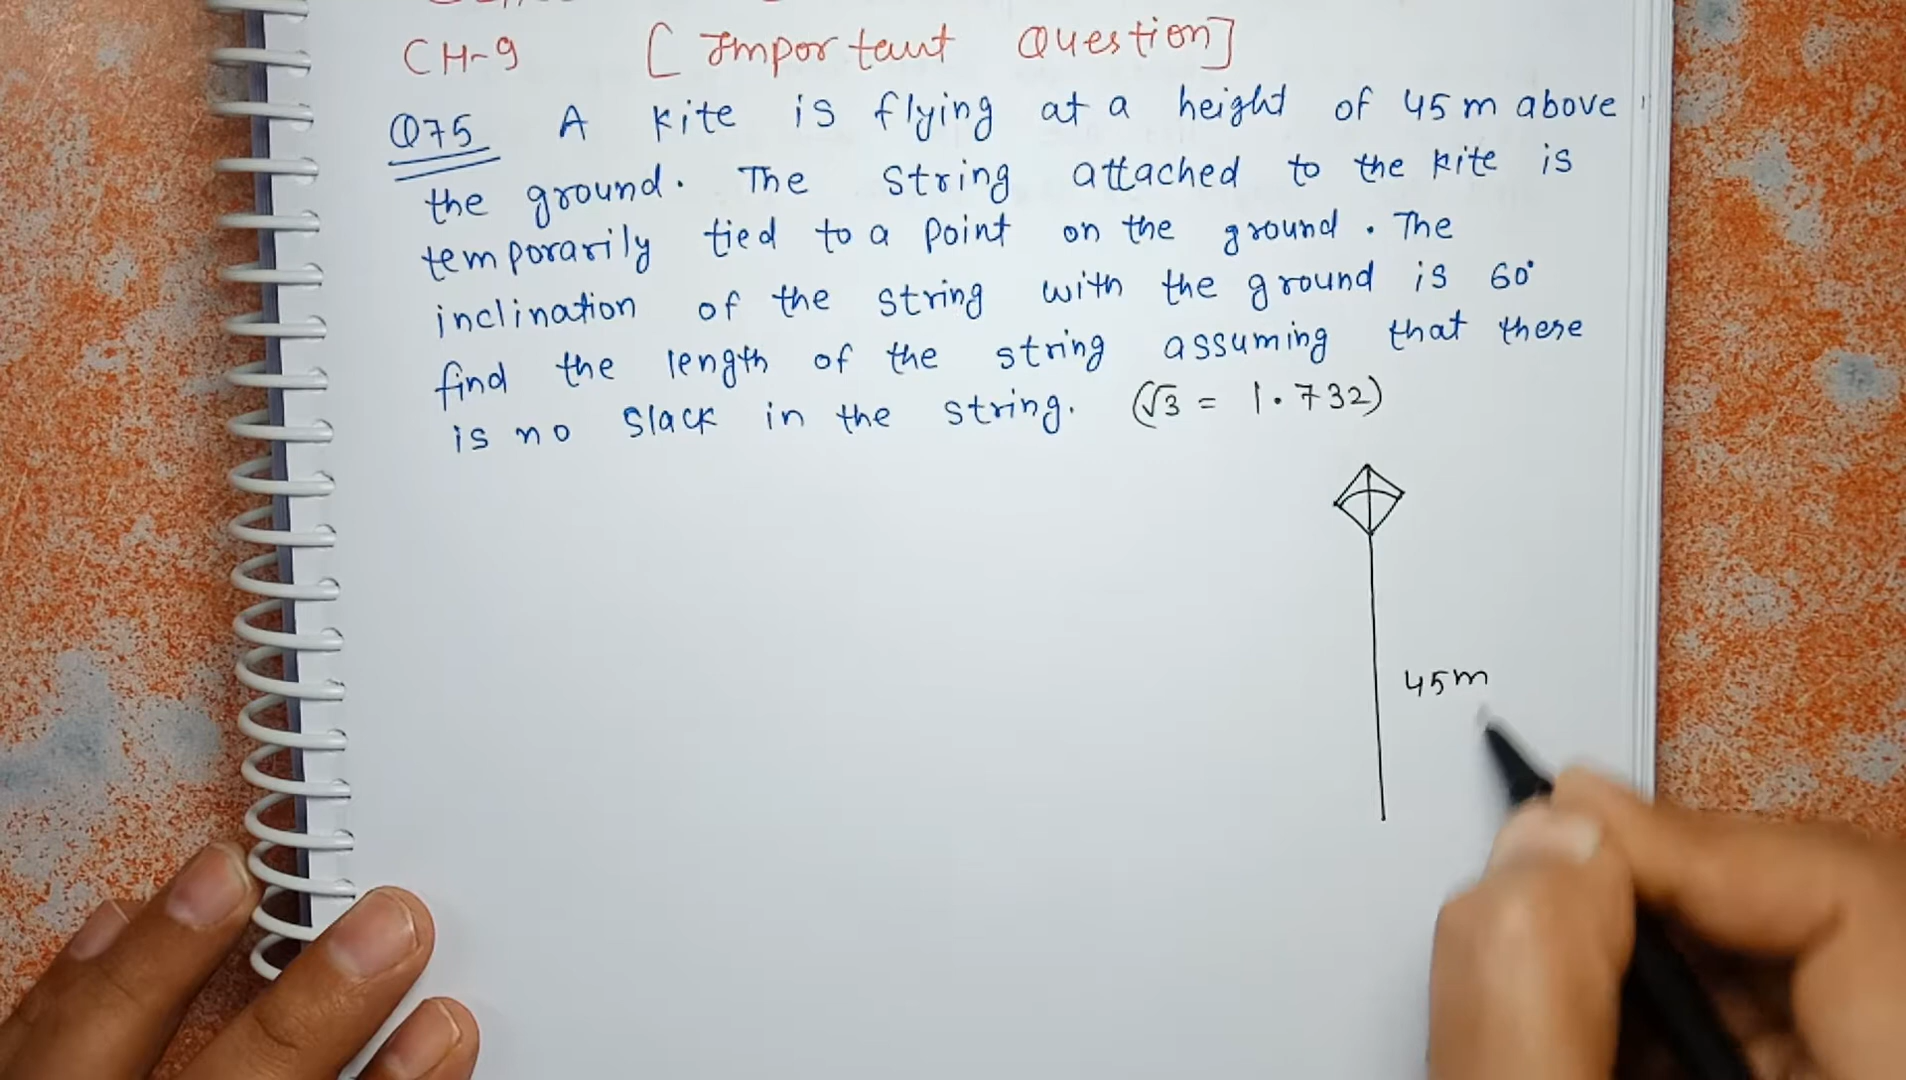 CH-9 [Important Question]
Q75 A kite is flying at a height of 45 m above
the ground. The string attached to the kite is
temporarily tied to a point on the ground. The
inclination of the string with the ground is 60°
find the length of the string assuming that there
is no slack in the string. (√3 = 1.732)
45m